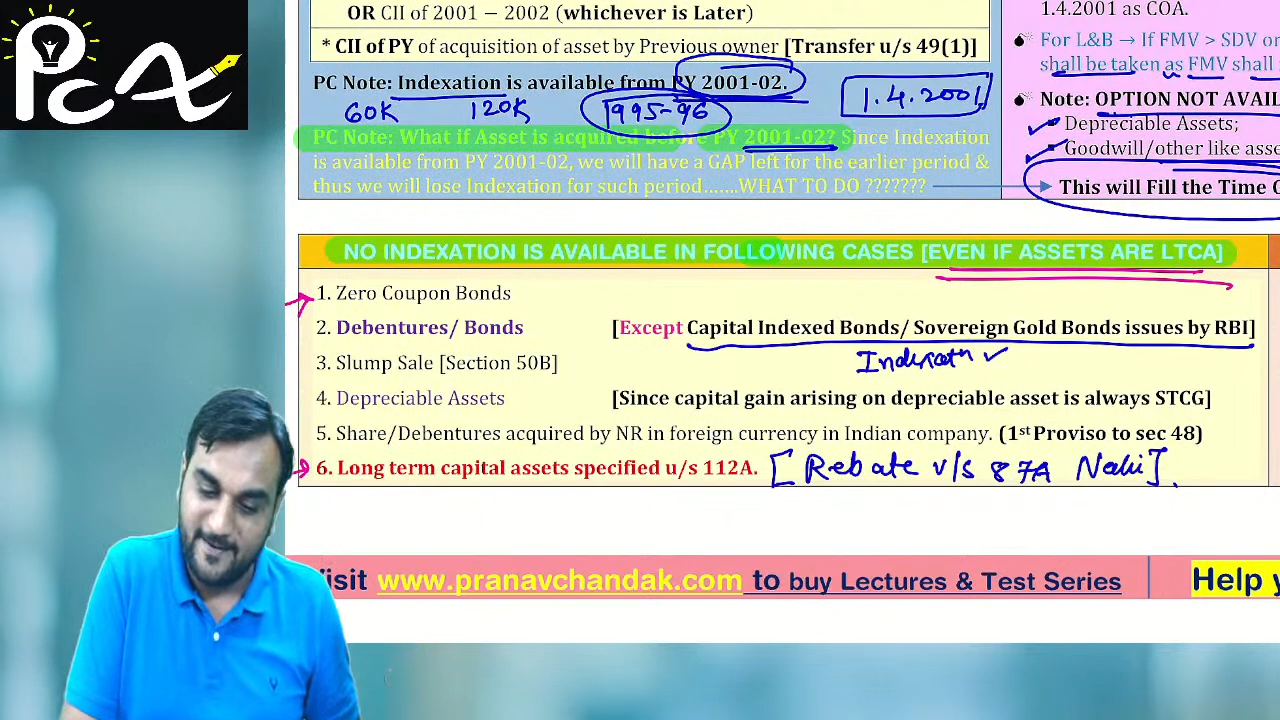 PCA
OR CII of 2001 – 2002 (whichever is Later)
* CII of PY of acquisition of asset by Previous owner [Transfer u/s 49(1)]
PC Note: Indexation is available from PY 2001-02.
60K 120K 1995-96 1.4.2001
PC Note: What if Asset is acquired before PY 2001-02? Since Indexation
is available from PY 2001-02, we will have a GAP left for the earlier period &
thus we will lose Indexation for such period.......WHAT TO DO ???????
1.4.2001 as COA.
For L&B → If FMV > SDV on
shall be taken as FMV shall
Note: OPTION NOT AVAIL
Depreciable Assets;
Goodwill/other like asse
This will Fill the Time
NO INDEXATION IS AVAILABLE IN FOLLOWING CASES [EVEN IF ASSETS ARE LTCA]
1. Zero Coupon Bonds
2. Debentures/ Bonds [Except Capital Indexed Bonds/ Sovereign Gold Bonds issues by RBI]
Indexatn ✓
3. Slump Sale [Section 50B]
4. Depreciable Assets [Since capital gain arising on depreciable asset is always STCG]
5. Share/Debentures acquired by NR in foreign currency in Indian company. (1st Proviso to sec 48)
6. Long term capital assets specified u/s 112A. [Rebate v/s 87A Nahi].
isit www.pranavchandak.com to buy Lectures & Test Series
Help y